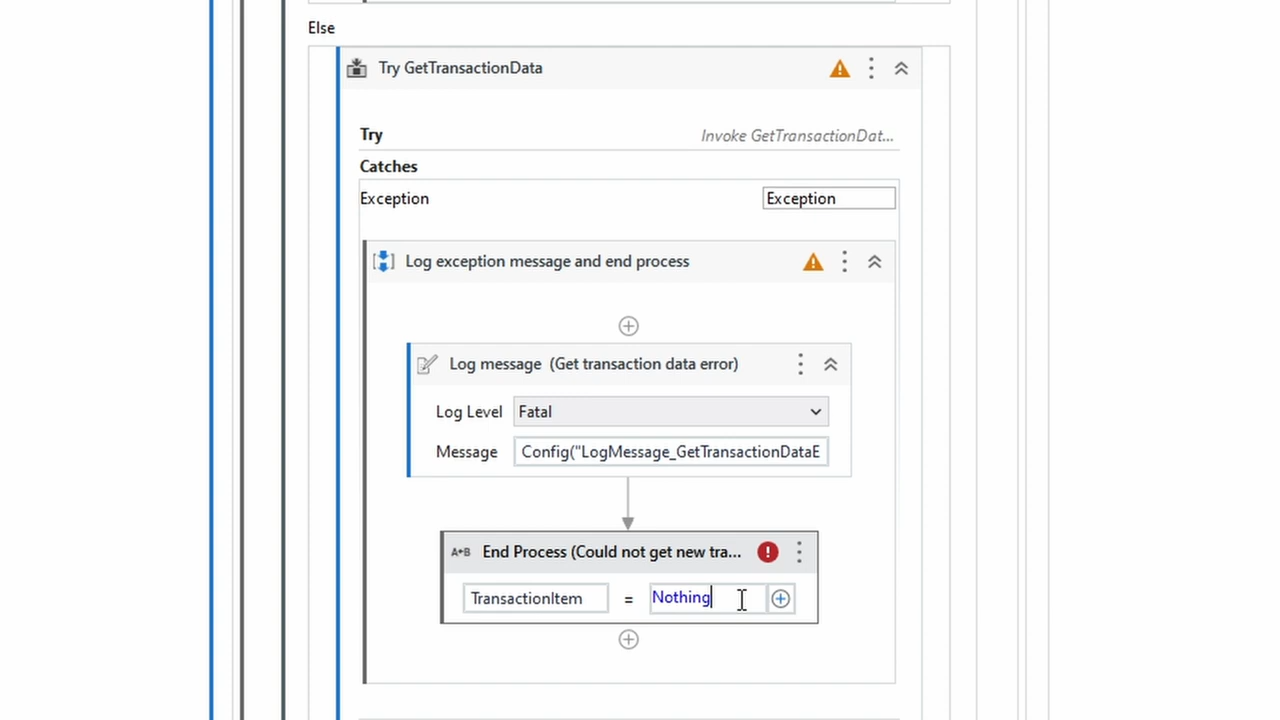 Else
Try GetTransactionData
Try
Invoke GetTransactionDat...
Catches
Exception
Exception
Log exception message and end process
Log message (Get transaction data error)
Log Level
Fatal
Message
Config("LogMessage_GetTransactionDataE
A+B
End Process (Could not get new tra...
TransactionItem
=
Nothing